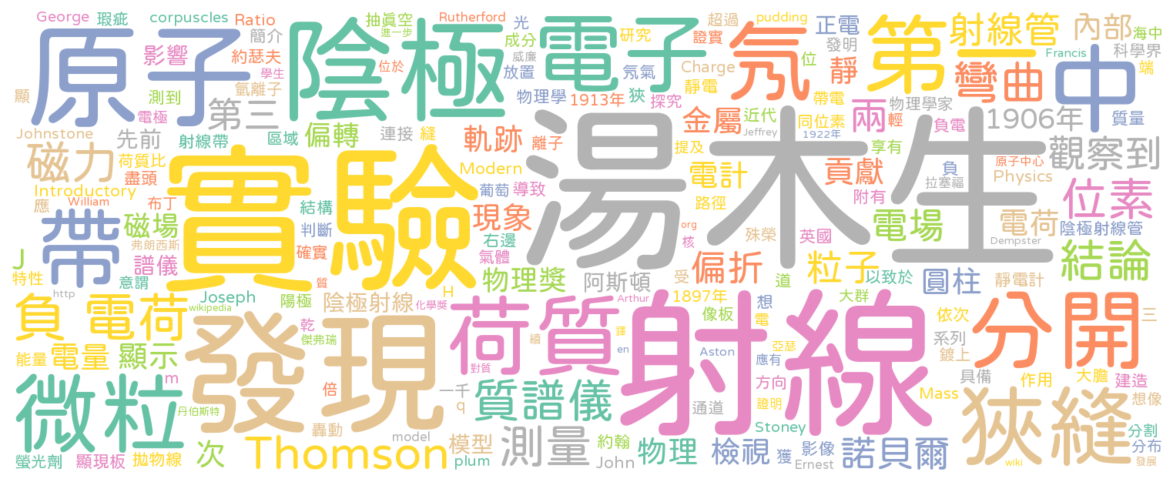 George 瑕疵 corpuscles 簡介 Ratio 抽真空 Rutherford 光 超過 pudding 正電 射線管 內部 海中
原子 陰極 電子 氖 第一 中
影響 約瑟夫 進一步 成分 研究 證實 發明 彎曲 Francis 科學界 端
顯 氫離子 學生 位於 威廉 放置 氖氣 Charge 位 靜
測到 第三 電極 物理學 1913年 狹 探究 靜電 近代 帶電 物理學家 1906年 質量
Johnstone 先前 射線帶 區域 偏轉 連接 縫 軌跡 離子 金屬 同位素 兩 輕 負電 Jeffrey 1922年 觀察到
磁力 荷質比 盡頭 實驗 Modern 湯木生 提及 享有 原子中心
Introductory 葡萄 導致 電計 貢獻 負 拉塞福 Physics
應 William 布丁 結構 現象 路徑 附有 位素
帶 磁場 弗朗西斯 判斷 右邊 org 殊榮 英國 電場 電荷 陰極射線管
J 譜儀 確實 氣體 核 Dempster
特性 意謂 質 物理獎 阿斯頓 偏折 粒子 道 以致於 圓柱 靜電計 結論
http Joseph 陽極 陰極射線 H 化學獎 受 1897年 想 大群
負 電荷 wikipedia 發現 乾 荷質 Arthur 射線 像板 電 依次 分開 三
能量 電量 顯示 傑弗瑞 譯 系列 鍍上
微粒 m 倍 續 en 對質 Aston 亞瑟 應有 具備 大膽
丹伯斯特 一千 質譜儀 方向 Mass 作用 建造
q 通道 證明 狹縫 想像
螢光劑 顯現板 拋物線 次 Thomson 轟動 model 模型 測量 約翰 物理 Stoney 檢視 影像 獲 諾貝爾 分割
plum John Ernest wiki 分布 發展